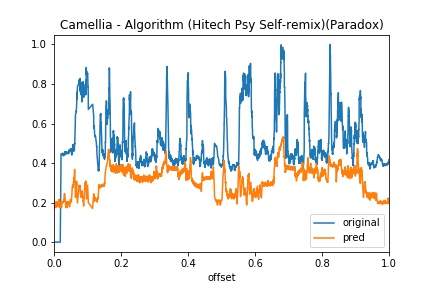 Camellia - Algorithm (Hitech Psy Self-remix)(Paradox)
1.0
0.8
0.6
0.4
0.2
0.0
original
pred
0.0 0.2 0.4 0.6 0.8 1.0
offset